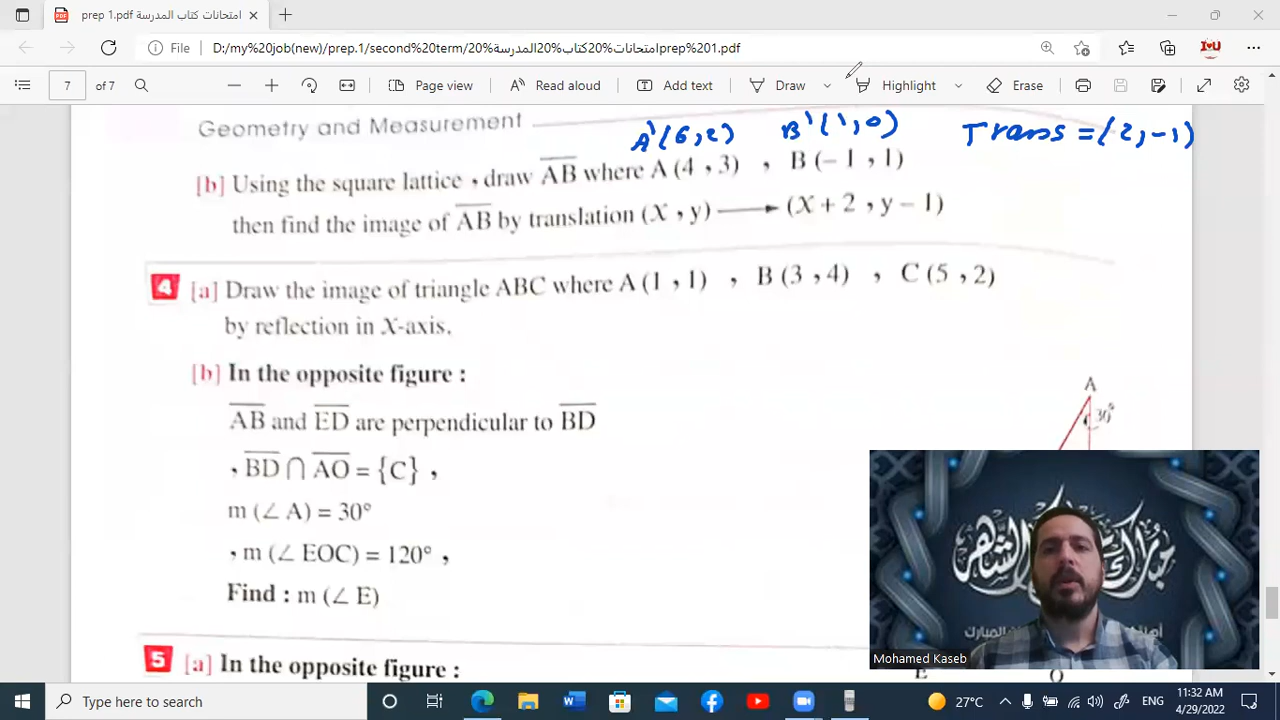 امتحانات كتاب المدرسة prep 1.pdf
File
D:/my%20job(new)/prep.1/second%20term/20%امتحانات%20كتاب%20المدرسةprep%201.pdf
7 of 7
Page view
Read aloud
Add text
Draw
Highlight
Erase
Geometry and Measurement
A'(6,2) B'(1,0) Trans = (2,-1)
[b] Using the square lattice , draw AB where A (4 , 3) , B (– 1 , 1)
then find the image of AB by translation (X , y) ⟶ (X + 2 , y – 1)
4 [a] Draw the image of triangle ABC where A (1 , 1) , B (3 , 4) , C (5 , 2)
by reflection in X-axis.
[b] In the opposite figure :
AB and ED are perpendicular to BD
, BD ∩ AO = {C} ,
m (∠ A) = 30°
, m (∠ EOC) = 120° ,
Find : m (∠ E)
A
30°
5 [a] In the opposite figure :
E
O
Mohamed Kaseb
Type here to search
27°C
ENG
11:32 AM
4/29/2022